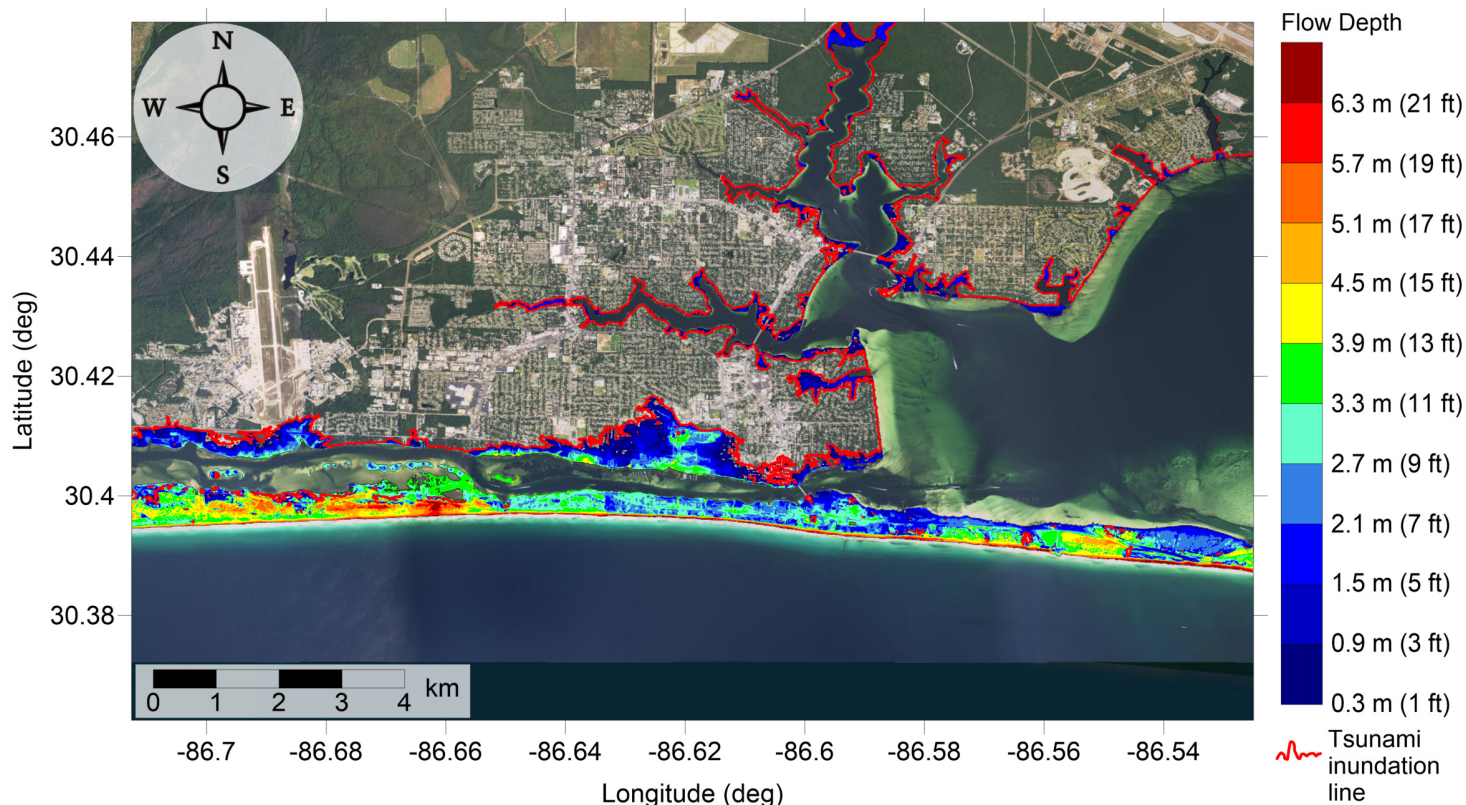 Flow Depth
N
W E
S
6.3 m (21 ft)
5.7 m (19 ft)
5.1 m (17 ft)
4.5 m (15 ft)
3.9 m (13 ft)
3.3 m (11 ft)
2.7 m (9 ft)
2.1 m (7 ft)
1.5 m (5 ft)
0.9 m (3 ft)
0.3 m (1 ft)
Tsunami
inundation
line
Latitude (deg)
30.46
30.44
30.42
30.4
30.38
km
0 1 2 3 4
-86.7 -86.68 -86.66 -86.64 -86.62 -86.6 -86.58 -86.56 -86.54
Longitude (deg)